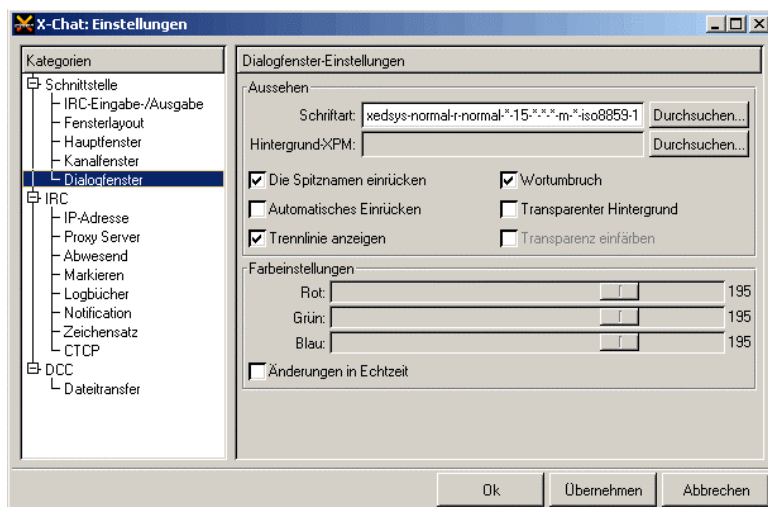 X-Chat: Einstellungen
Kategorien
Schnittstelle
IRC-Eingabe-/Ausgabe
Fensterlayout
Hauptfenster
Kanalfenster
Dialogfenster
IRC
IP-Adresse
Proxy Server
Abwesend
Markieren
Logbücher
Notification
Zeichensatz
CTCP
DCC
Dateitransfer
Dialogfenster-Einstellungen
Aussehen
Schriftart: xedsys-normal-r-normal-*-15-*-*-*-m-*-iso8859-1 Durchsuchen...
Hintergrund-XPM: Durchsuchen...
Die Spitznamen einrücken Wortumbruch
Automatisches Einrücken Transparenter Hintergrund
Trennlinie anzeigen Transparenz einfärben
Farbeinstellungen
Rot: 195
Grün: 195
Blau: 195
Änderungen in Echtzeit
Ok Übernehmen Abbrechen